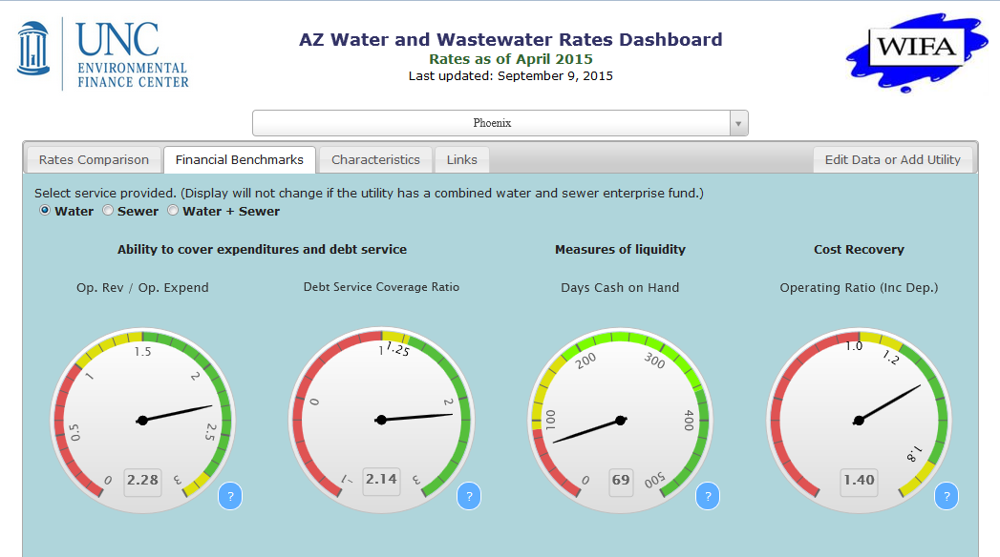 UNC
ENVIRONMENTAL
FINANCE CENTER
AZ Water and Wastewater Rates Dashboard
Rates as of April 2015
Last updated: September 9, 2015
WIFA
Phoenix
Rates Comparison
Financial Benchmarks
Characteristics
Links
Edit Data or Add Utility
Select service provided. (Display will not change if the utility has a combined water and sewer enterprise fund.)
Water Sewer Water + Sewer
Ability to cover expenditures and debt service
Measures of liquidity
Cost Recovery
Op. Rev / Op. Expend
Debt Service Coverage Ratio
Days Cash on Hand
Operating Ratio (Inc Dep.)
0 0.5 1 1.5 2 2.5 3
2.28
?
-1 0 1 1.25 2 3
2.14
?
0 100 200 300 400 500
69
?
1.0 1.2 1.8
1.40
?